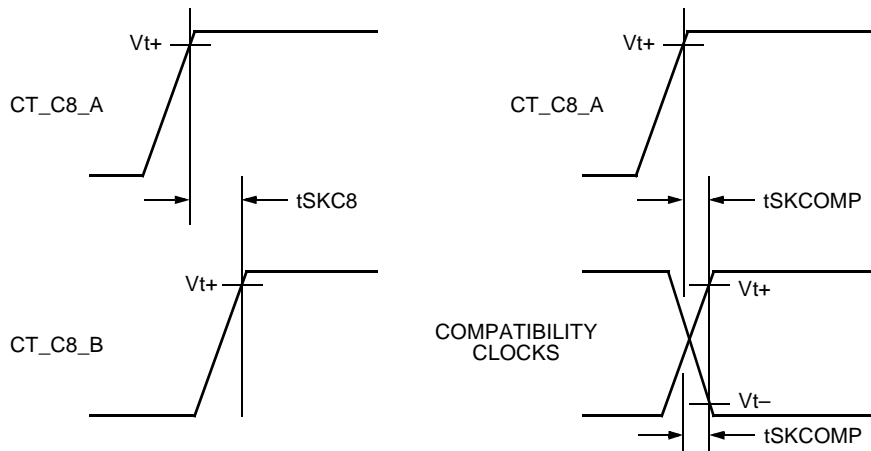 Vt+
CT_C8_A
tSKC8
Vt+
CT_C8_B
Vt+
CT_C8_A
tSKCOMP
COMPATIBILITY
CLOCKS
Vt+
Vt–
tSKCOMP